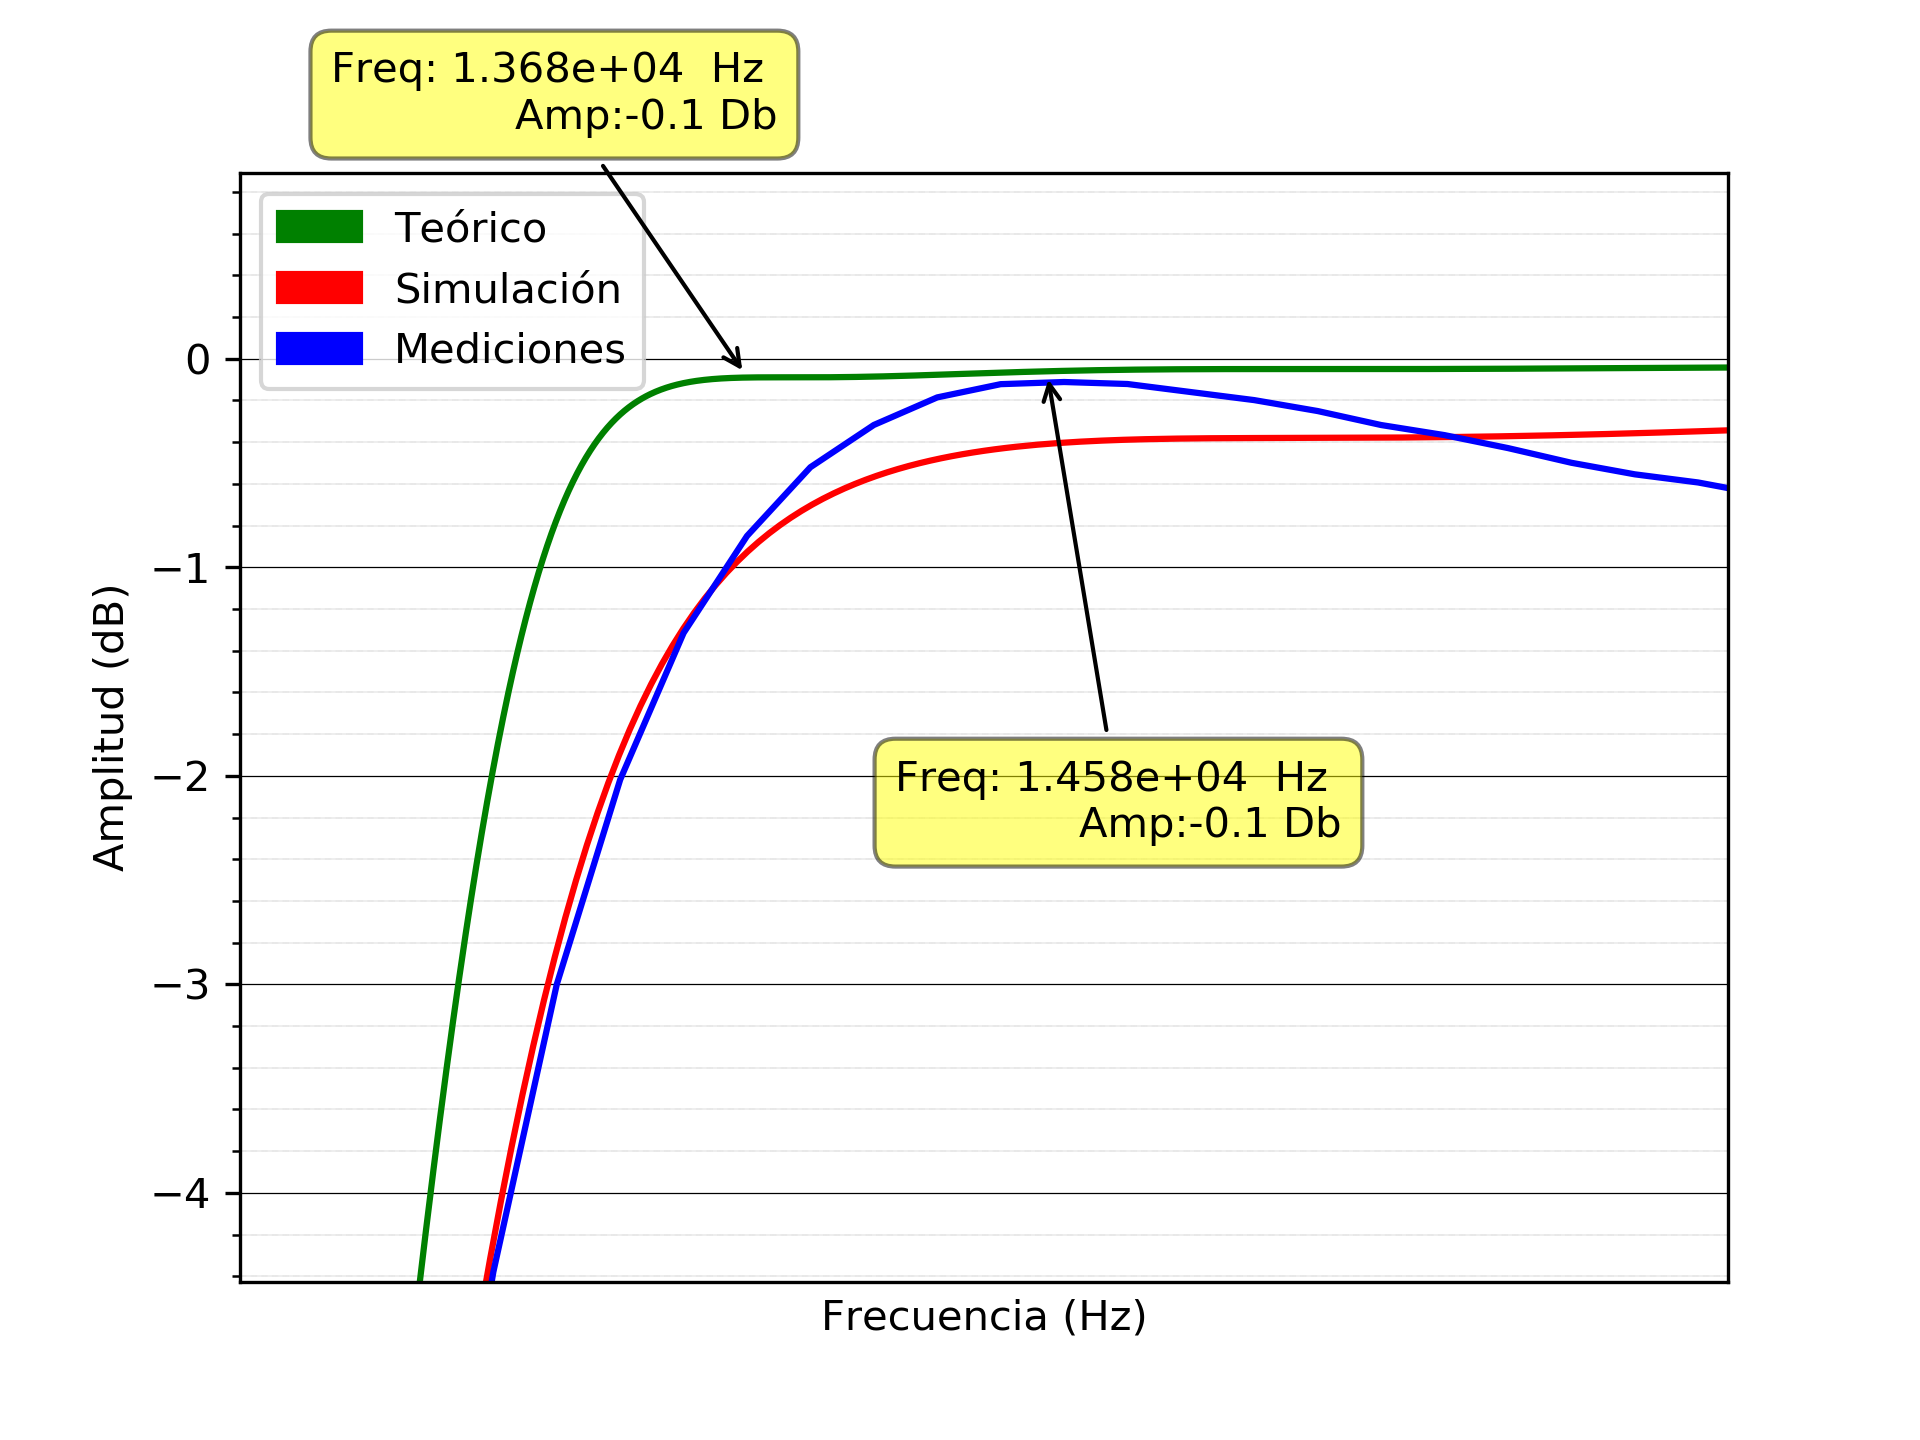 Freq: 1.368e+04 Hz
Amp:-0.1 Db
Teórico
Simulación
Mediciones
0
−1
−2
−3
−4
Amplitud (dB)
Freq: 1.458e+04 Hz
Amp:-0.1 Db
Frecuencia (Hz)